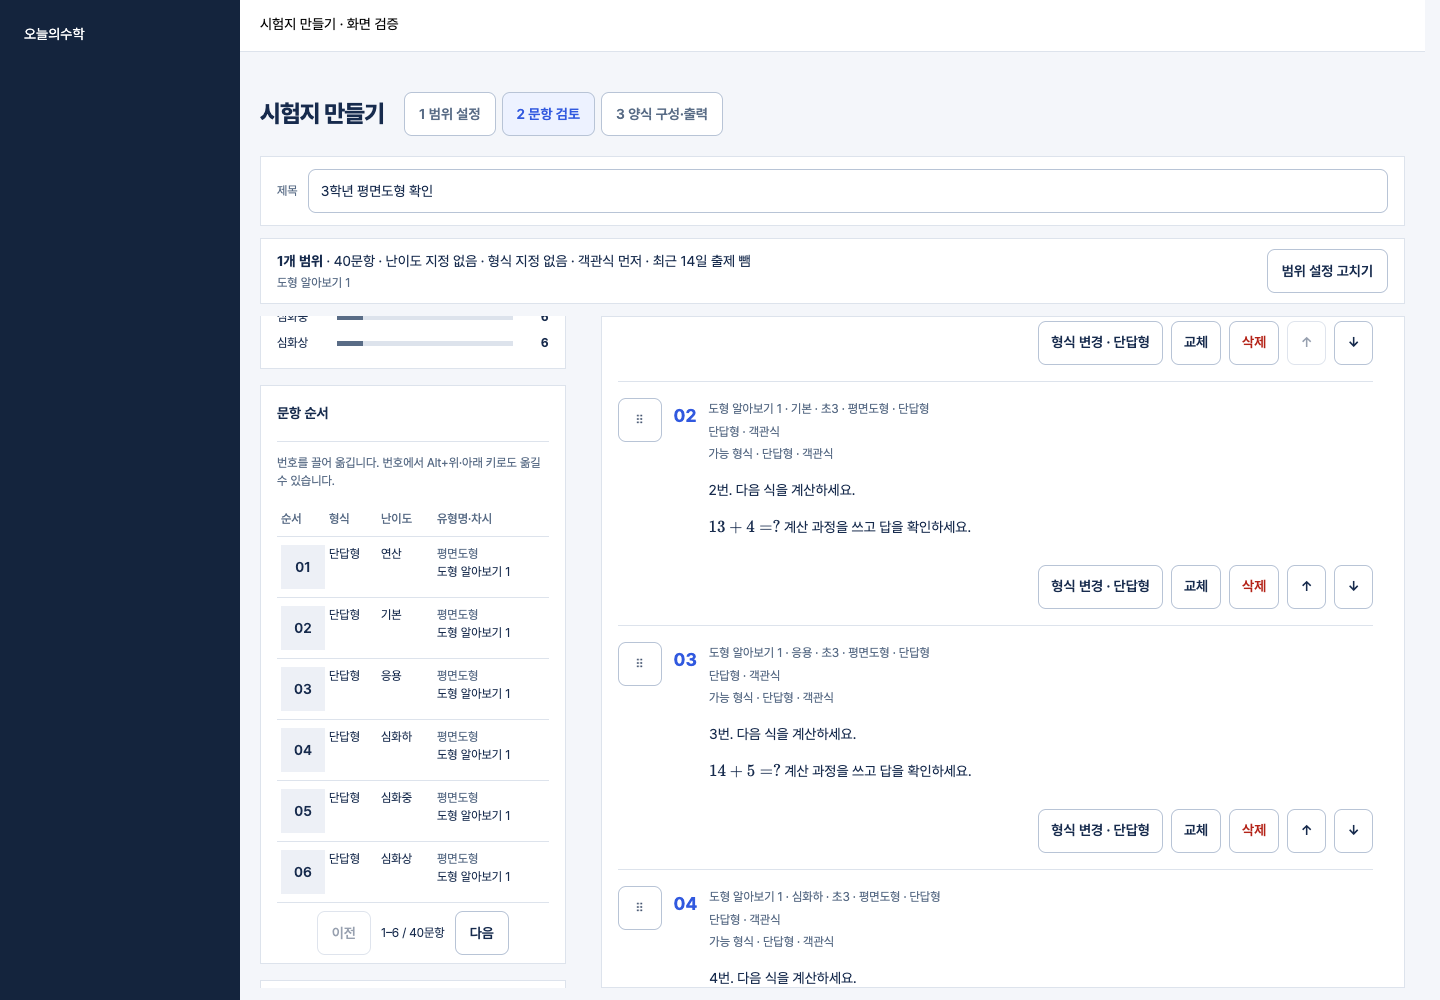 오늘의수학
시험지 만들기 · 화면 검증
시험지 만들기
1 범위 설정
2 문항 검토
3 양식 구성·출력
제목
3학년 평면도형 확인
1개 범위 · 40문항 · 난이도 지정 없음 · 형식 지정 없음 · 객관식 먼저 · 최근 14일 출제 뺌
도형 알아보기 1
범위 설정 고치기
심화중 6
심화상 6
문항 순서
번호를 끌어 옮깁니다. 번호에서 Alt+위·아래 키로도 옮길
수 있습니다.
순서 형식 난이도 유형명·차시
01 단답형 연산 평면도형
도형 알아보기 1
02 단답형 기본 평면도형
도형 알아보기 1
03 단답형 응용 평면도형
도형 알아보기 1
04 단답형 심화하 평면도형
도형 알아보기 1
05 단답형 심화중 평면도형
도형 알아보기 1
06 단답형 심화상 평면도형
도형 알아보기 1
이전 1–6 / 40문항 다음
형식 변경 · 단답형 교체 삭제 ↑ ↓
02 도형 알아보기 1 · 기본 · 초3 · 평면도형 · 단답형
단답형 · 객관식
가능 형식 · 단답형 · 객관식
2번. 다음 식을 계산하세요.
13 + 4 =? 계산 과정을 쓰고 답을 확인하세요.
형식 변경 · 단답형 교체 삭제 ↑ ↓
03 도형 알아보기 1 · 응용 · 초3 · 평면도형 · 단답형
단답형 · 객관식
가능 형식 · 단답형 · 객관식
3번. 다음 식을 계산하세요.
14 + 5 =? 계산 과정을 쓰고 답을 확인하세요.
형식 변경 · 단답형 교체 삭제 ↑ ↓
04 도형 알아보기 1 · 심화하 · 초3 · 평면도형 · 단답형
단답형 · 객관식
가능 형식 · 단답형 · 객관식
4번. 다음 식을 계산하세요.